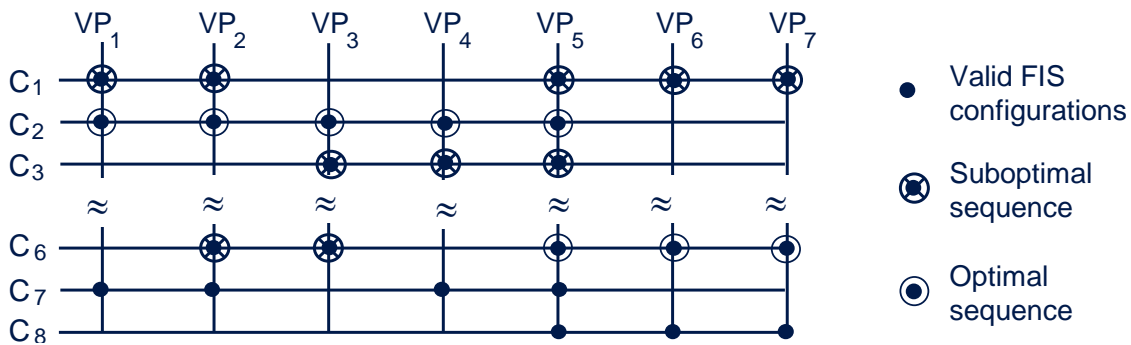 VP1 VP2 VP3 VP4 VP5 VP6 VP7
C1
C2
C3
≈ ≈ ≈ ≈ ≈ ≈ ≈
C6
C7
C8
Valid FIS
configurations
Suboptimal
sequence
Optimal
sequence